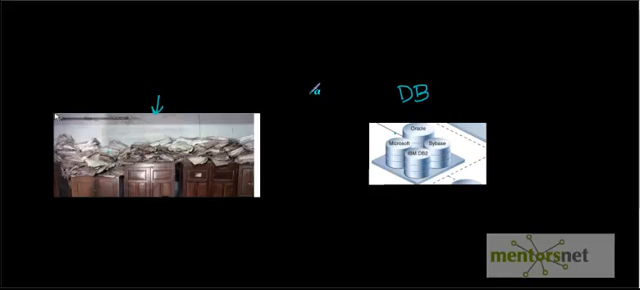 a
DB
Oracle
Microsoft
Sybase
IBM DB2
mentorsnet